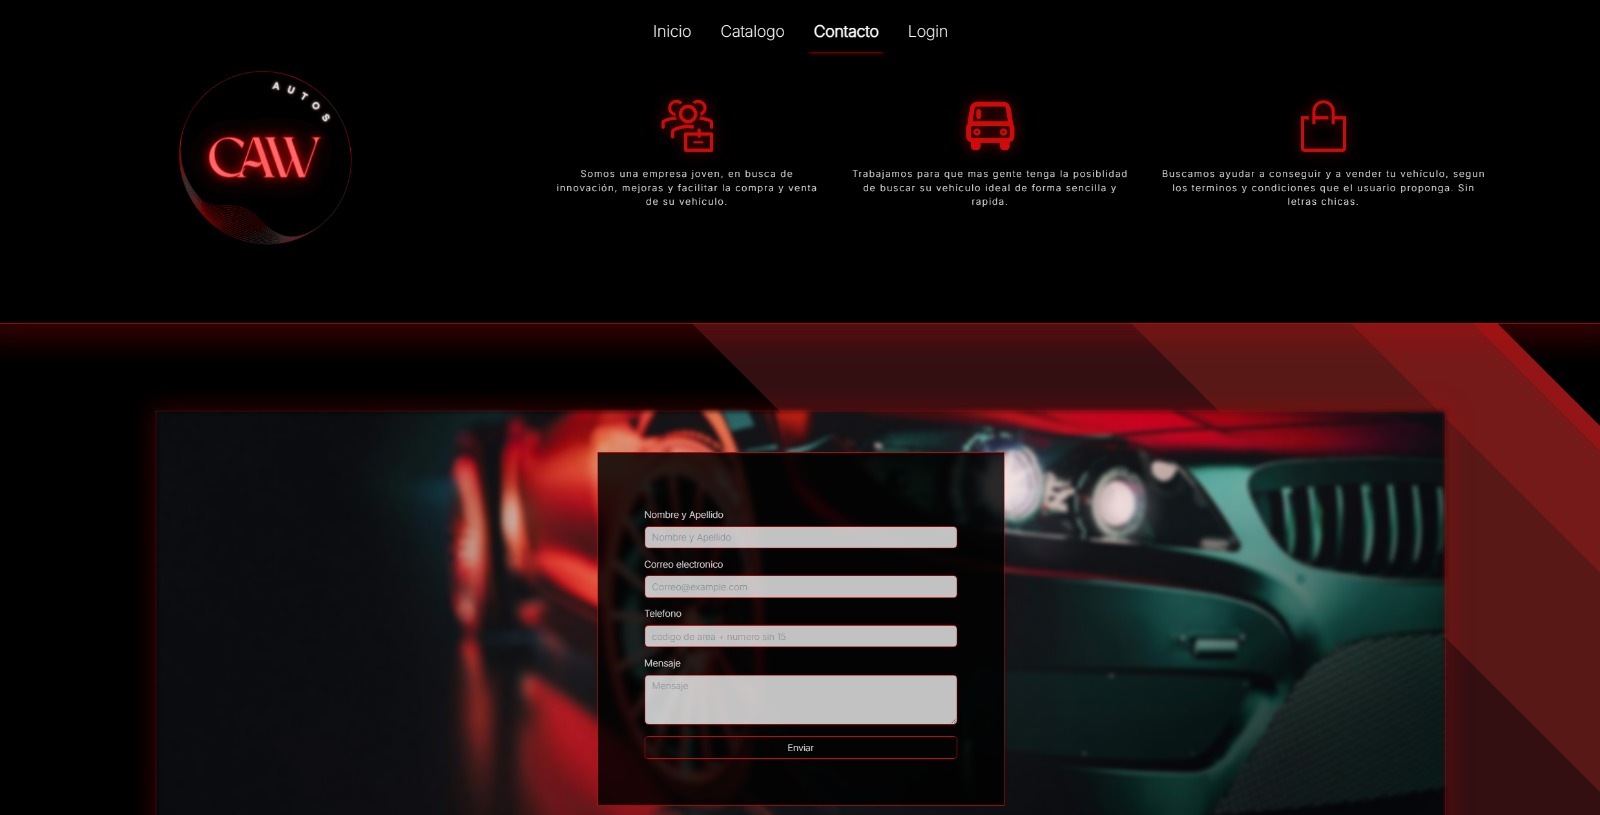 Inicio Catalogo Contacto Login
AUTOS
CAW
Somos una empresa joven, en busca de
innovación, mejoras y facilitar la compra y venta
de su vehículo.
Trabajamos para que mas gente tenga la posiblidad
de buscar su vehículo ideal de forma sencilla y
rapida.
Buscamos ayudar a conseguir y a vender tu vehículo, segun
los terminos y condiciones que el usuario proponga. Sin
letras chicas.
Nombre y Apellido
Nombre y Apellido
Correo electronico
Correo@example.com
Telefono
codigo de area + numero sin 15
Mensaje
Mensaje
Enviar